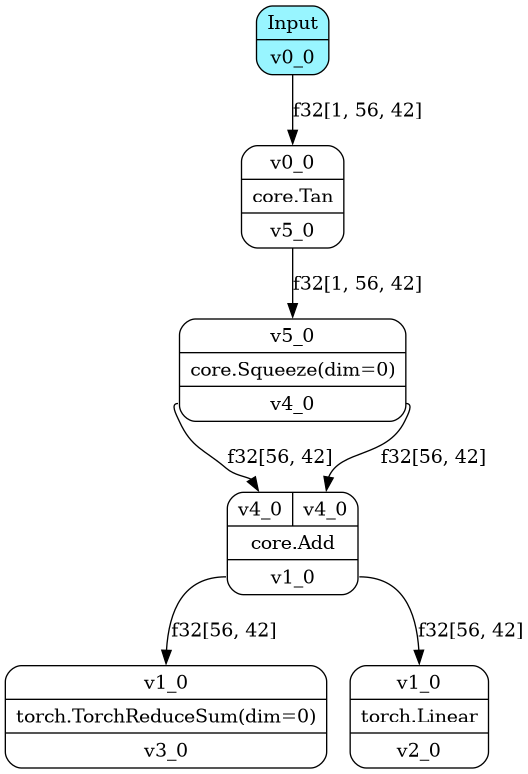 Input
v0_0
f32[1, 56, 42]
v0_0
core.Tan
v5_0
f32[1, 56, 42]
v5_0
core.Squeeze(dim=0)
v4_0
f32[56, 42] f32[56, 42]
v4_0 v4_0
core.Add
v1_0
f32[56, 42] f32[56, 42]
v1_0 v1_0
torch.TorchReduceSum(dim=0) torch.Linear
v3_0 v2_0